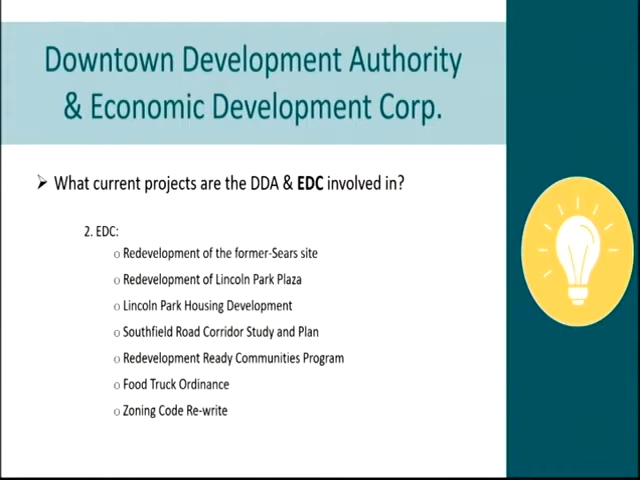 Downtown Development Authority
& Economic Development Corp.
➢ What current projects are the DDA & EDC involved in?
2. EDC:
o Redevelopment of the former-Sears site
o Redevelopment of Lincoln Park Plaza
o Lincoln Park Housing Development
o Southfield Road Corridor Study and Plan
o Redevelopment Ready Communities Program
o Food Truck Ordinance
o Zoning Code Re-write